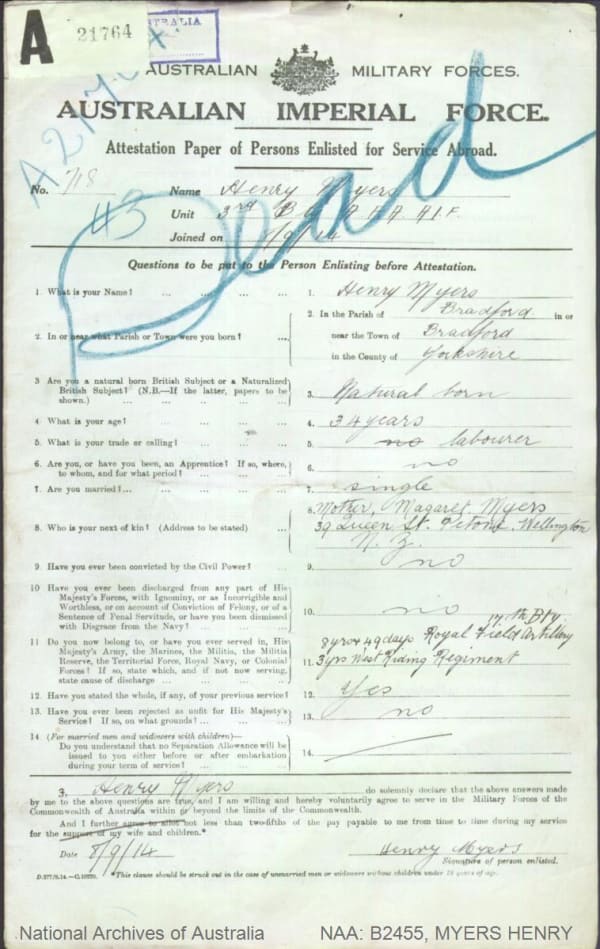 A
21764
TRALIA
AUSTRALIAN MILITARY FORCES.
AUSTRALIAN IMPERIAL FORCE.
Attestation Paper of Persons Enlisted for Service Abroad.
Dead
No. 718 Name Henry Myers
43
Unit 3rd A.F.A. A.I.F.
Joined on 8/9/14
Questions to be put to the Person Enlisting before Attestation.
1. What is your Name? ... 1. Henry Myers
2. In or near what Parish or Town were you born? ... 2. In the Parish of Bradford in or
near the Town of Bradford
in the County of Yorkshire
3 Are you a natural born British Subject or a Naturalized
British Subject? (N.B.—If the latter, papers to be
shown.) ... 3. Natural born
4. What is your age? ... 4. 34 years
5. What is your trade or calling? ... 5. no labourer
6. Are you, or have you been, an Apprentice? If so, where,
to whom, and for what period? ... 6. no
7. Are you married? ... 7. single
8. Who is your next of kin? (Address to be stated) ... 8. Mother, Magaret Myers
39 Queen St. Petone Wellington
N.Z.
9. Have you ever been convicted by the Civil Power? 9. no
10 Have you ever been discharged from any part of His
Majesty's Forces, with Ignominy, or as Incorrigible and
Worthless, or on account of Conviction of Felony, or of a
Sentence of Penal Servitude, or have you been dismissed
with Disgrace from the Navy? ... 10. no
17th Bty
11 Do you now belong to, or have you ever served in, His
Majesty's Army, the Marines, the Militia, the Militia
Reserve, the Territorial Force, Royal Navy, or Colonial
Forces? If so, state which, and if not now serving,
state cause of discharge ... 8 yrs + 49 days Royal Field Artillery
11. 3 yrs West Riding Regiment
12. Have you stated the whole, if any, of your previous service? 12. Yes
13. Have you ever been rejected as unfit for His Majesty's
Service? If so, on what grounds? ... 13. no
14 (For married men and widowers with children)—
Do you understand that no Separation Allowance will be
issued to you either before or after embarkation
during your term of service? ... 14.
I, Henry Myers do solemnly declare that the above answers made
by me to the above questions are true, and I am willing and hereby voluntarily agree to serve in the Military Forces of the
Commonwealth of Australia within or beyond the limits of the Commonwealth.
And I further agree to allot not less than two-fifths of the pay payable to me from time to time during my service
for the support of my wife and children.*
Date 8/9/14 Henry Myers
Signature of person enlisted.
*This clause should be struck out in the case of unmarried men or widowers without children under 18 years of age.
National Archives of Australia NAA: B2455, MYERS HENRY